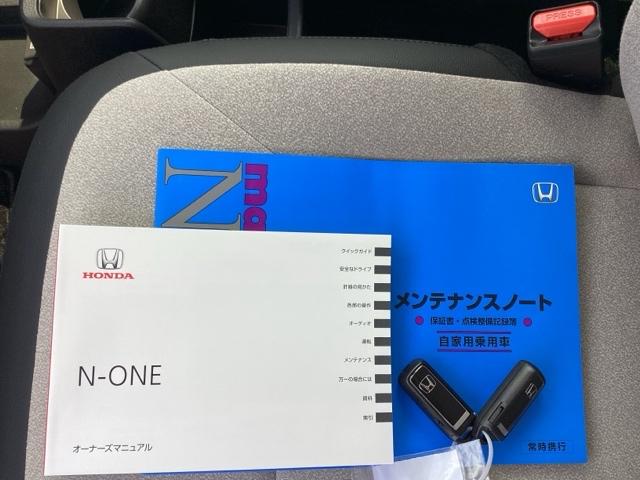 PRESS
ma
N
HONDA
クイックガイド
安全なドライブ
計器の見かた
各部の操作
オーディオ
運転
メンテナンス
万一の場合には
資料
索引
N-ONE
オーナーズマニュアル
メンテナンスノート
保証書・点検整備記録簿
自家用乗用車
常時携行